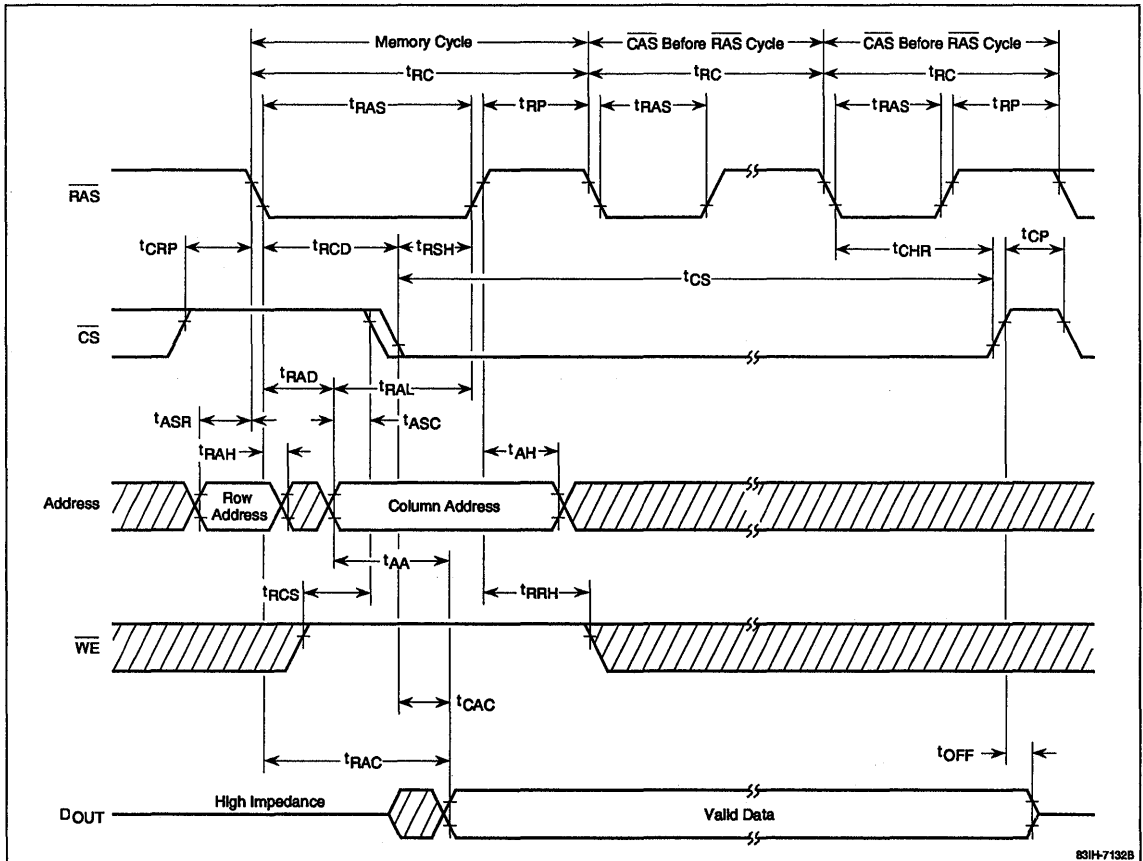 Memory Cycle
CAS Before RAS Cycle
CAS Before RAS Cycle
tRC
tRC
tRC
tRAS
tRP
tRAS
tRAS
tRP
RAS
tCRP
tRCD
tRSH
tCHR
tCP
tCS
CS
tRAD
tRAL
tASR
tASC
tRAH
tAH
Address
Row
Address
Column Address
tAA
tRCS
tRRH
WE
tCAC
tRAC
tOFF
DOUT
High Impedance
Valid Data
83IH-7132B